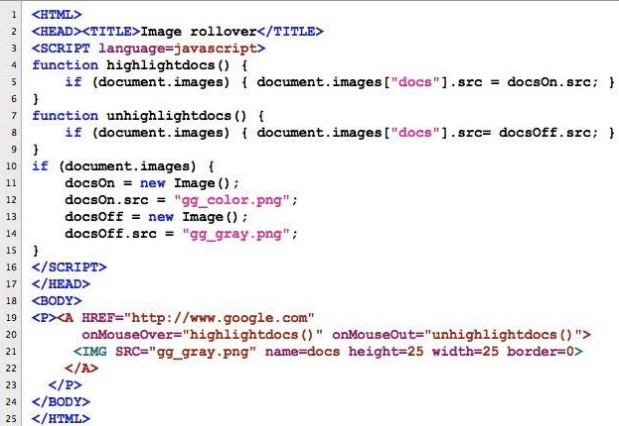 1 <HTML>
2 <HEAD><TITLE>Image rollover</TITLE>
3 <SCRIPT language=javascript>
4 function highlightdocs() {
5     if (document.images) { document.images["docs"].src = docsOn.src; }
6 }
7 function unhighlightdocs() {
8     if (document.images) { document.images["docs"].src= docsOff.src; }
9 }
10 if (document.images) {
11     docsOn = new Image();
12     docsOn.src = "gg_color.png";
13     docsOff = new Image();
14     docsOff.src = "gg_gray.png";
15 }
16 </SCRIPT>
17 </HEAD>
18 <BODY>
19 <P><A HREF="http://www.google.com"
20       onMouseOver="highlightdocs()" onMouseOut="unhighlightdocs()">
21      <IMG SRC="gg_gray.png" name=docs height=25 width=25 border=0>
22     </A>
23   </P>
24 </BODY>
25 </HTML>